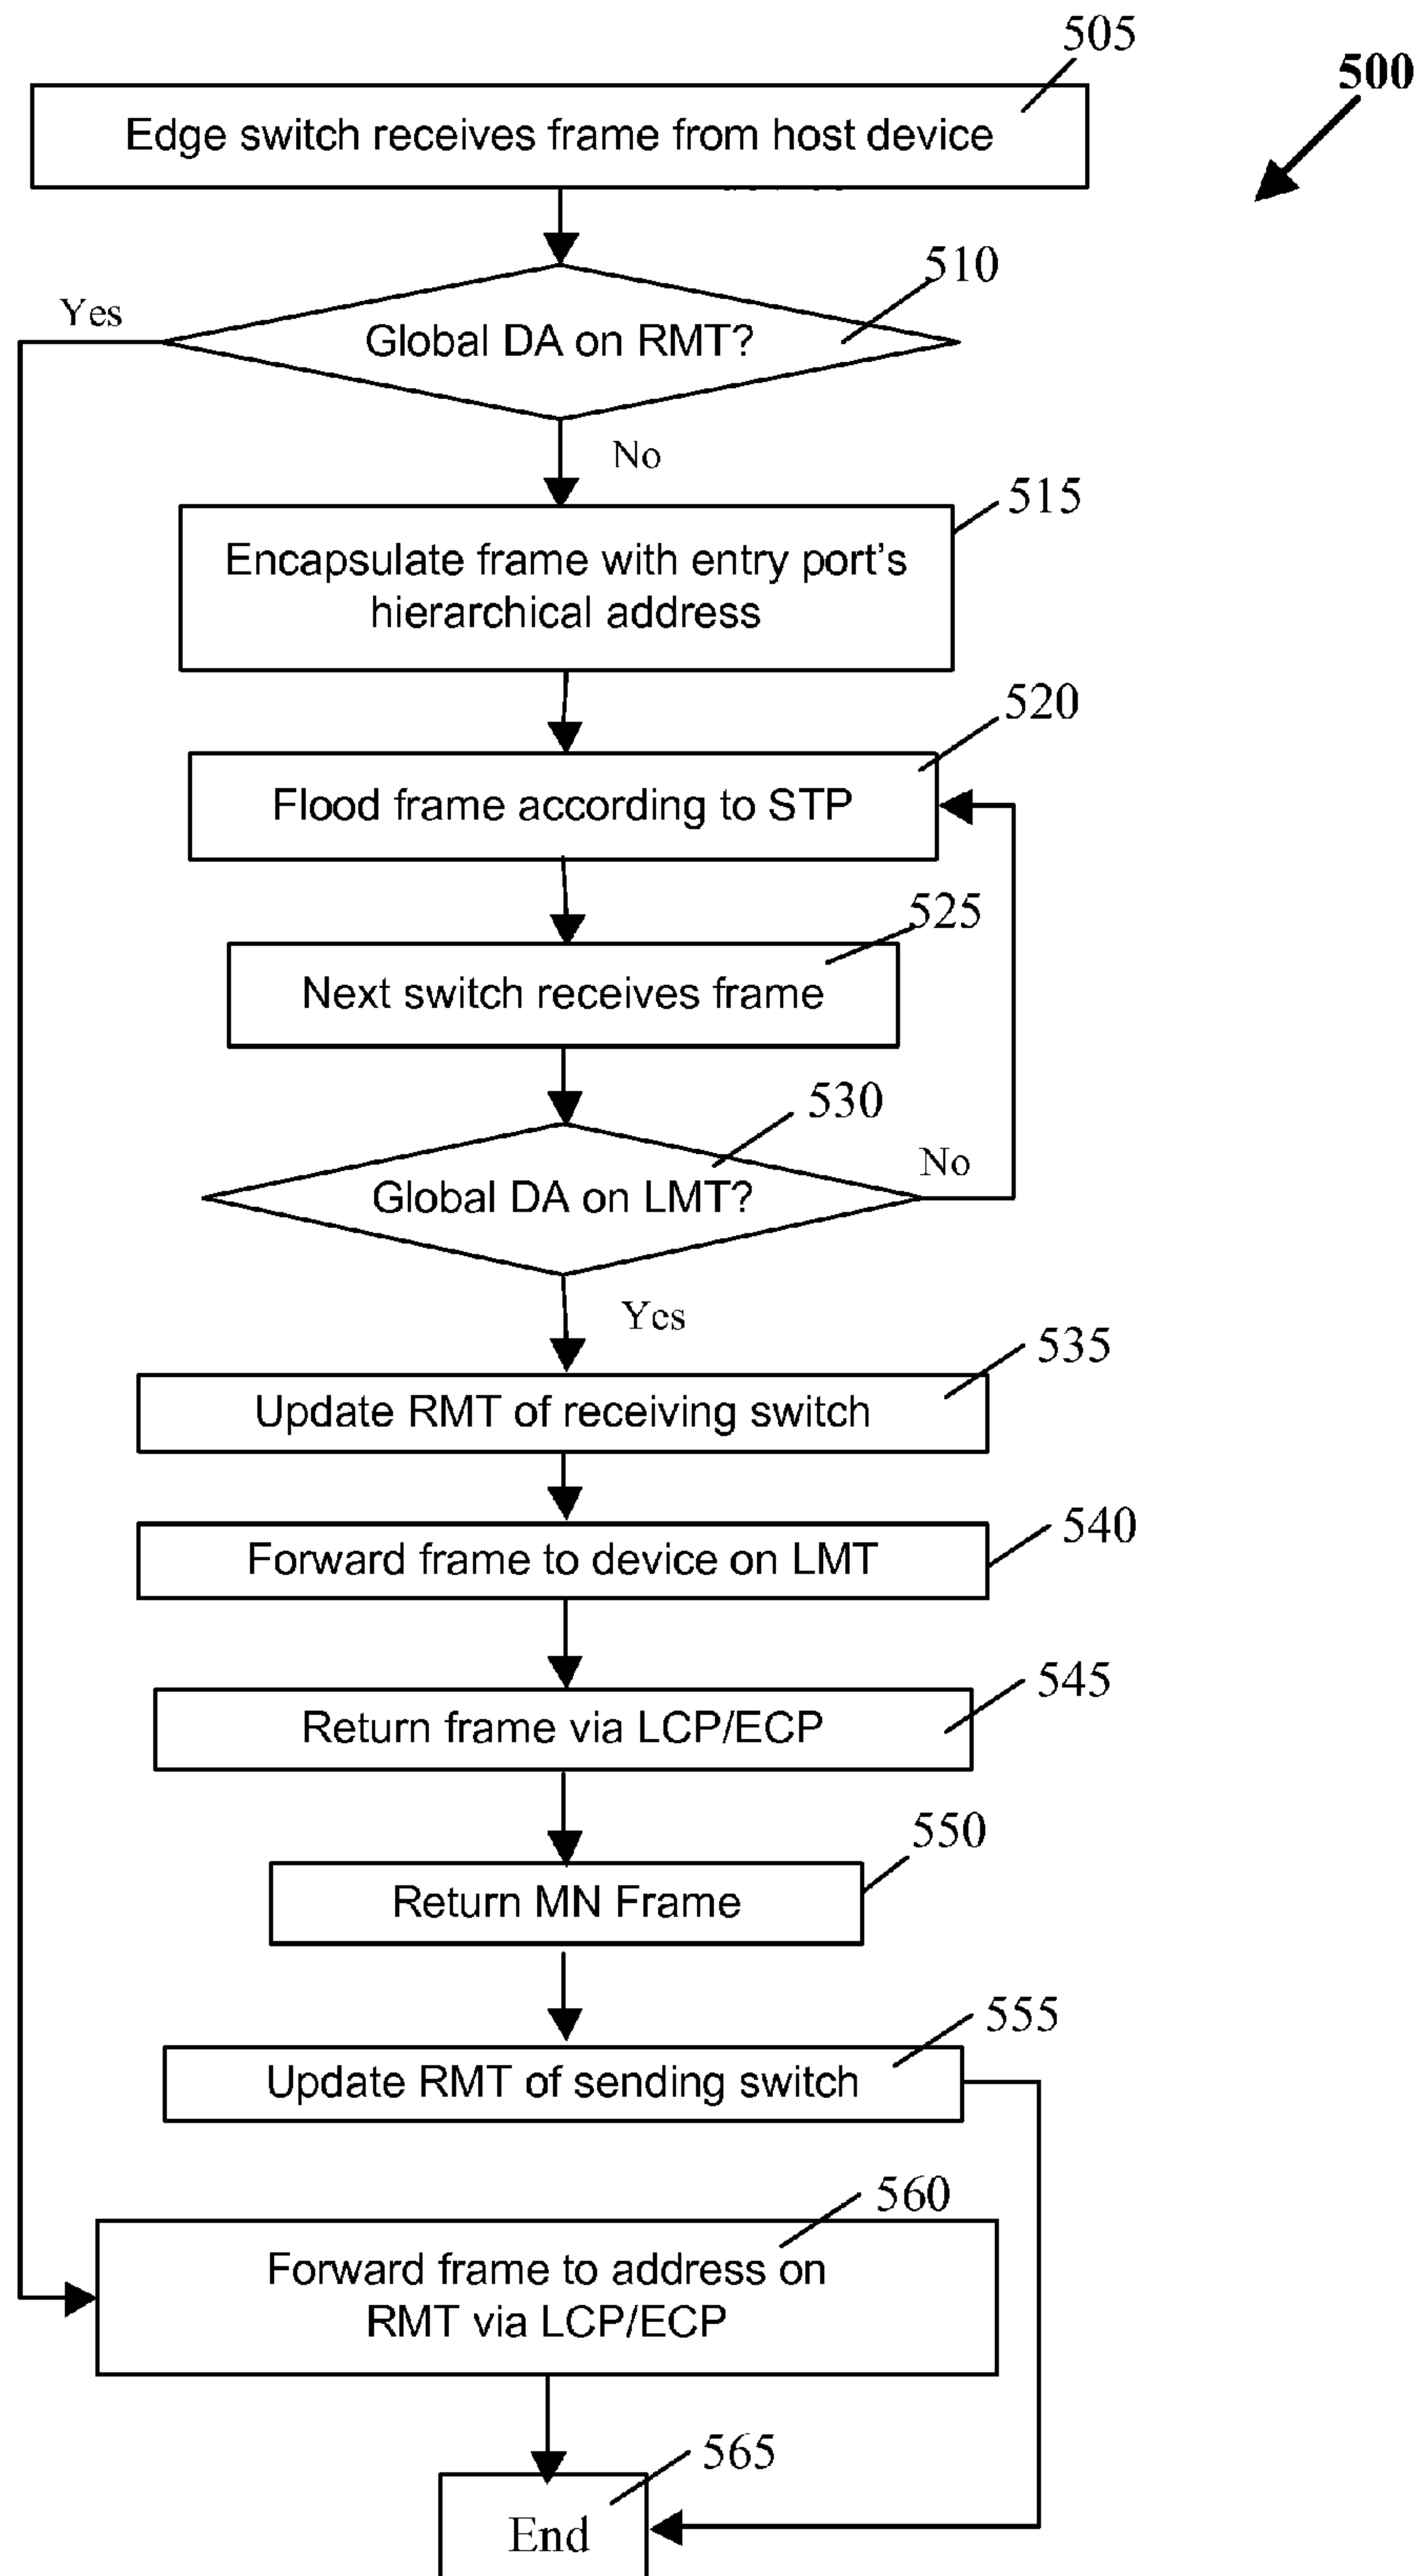 505
500
Edge switch receives frame from host device
510
Yes
Global DA on RMT?
No
515
Encapsulate frame with entry port's
hierarchical address
520
Flood frame according to STP
525
Next switch receives frame
530
No
Global DA on LMT?
Yes
535
Update RMT of receiving switch
540
Forward frame to device on LMT
545
Return frame via LCP/ECP
550
Return MN Frame
555
Update RMT of sending switch
560
Forward frame to address on
RMT via LCP/ECP
565
End